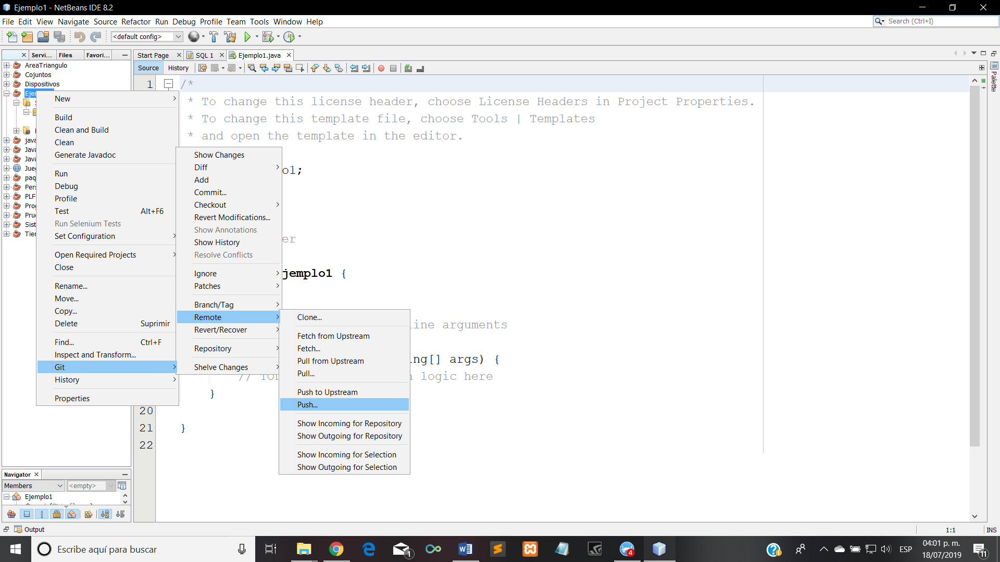 Ejemplo1 - NetBeans IDE 8.2
File Edit View Navigate Source Refactor Run Debug Profile Team Tools Window Help
Search (Ctrl+I)
<default config>
Servi... Files Favori...
Start Page SQL 1 Ejemplo1.java
Source History
Palette
AreaTriangulo
Cojuntos
Dispositivos
Ejer
java
Java
Java
Jueg
paq
Pers
PLF
Prog
Prue
Sist
Tier
New
Build
Clean and Build
Clean
Generate Javadoc
Run
Debug
Profile
Test Alt+F6
Run Selenium Tests
Set Configuration
Open Required Projects
Close
Rename...
Move...
Copy...
Delete Suprimir
Find... Ctrl+F
Inspect and Transform...
Git
History
Properties
Show Changes
Diff
Add
Commit...
Checkout
Revert Modifications...
Show Annotations
Show History
Resolve Conflicts
Ignore
Patches
Branch/Tag
Remote
Revert/Recover
Repository
Shelve Changes
Clone...
Fetch from Upstream
Fetch...
Pull from Upstream
Pull...
Push to Upstream
Push...
Show Incoming for Repository
Show Outgoing for Repository
Show Incoming for Selection
Show Outgoing for Selection
1 /*
* To change this license header, choose License Headers in Project Properties.
* To change this template file, choose Tools | Templates
* and open the template in the editor.
o1;
er
jemplo1 {
line arguments
ng[] args) {
// TOD logic here
}
20
21 }
22
Navigator
Members <empty>
Ejemplo1
Output
1:1 INS
Escribe aquí para buscar
1
4
ESP
04:01 p. m.
18/07/2019
11